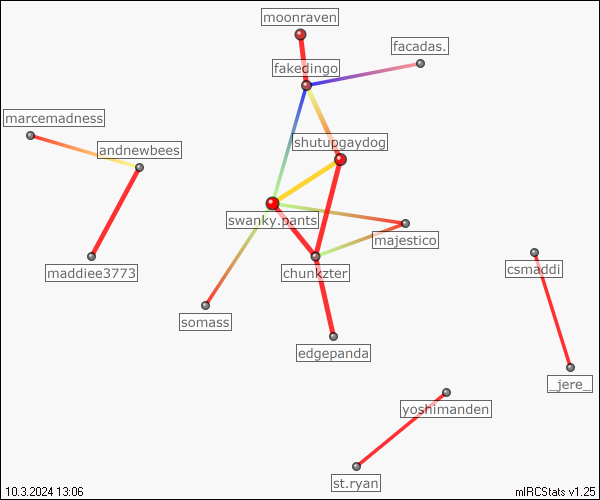 moonraven
facadas.
fakedingo
marcemadness
shutupgaydog
andnewbees
swanky.pants
majestico
maddiee3773
chunkzter
csmaddi
somass
edgepanda
_jere_
yoshimanden
st.ryan
10.3.2024 13:06
mIRCStats v1.25